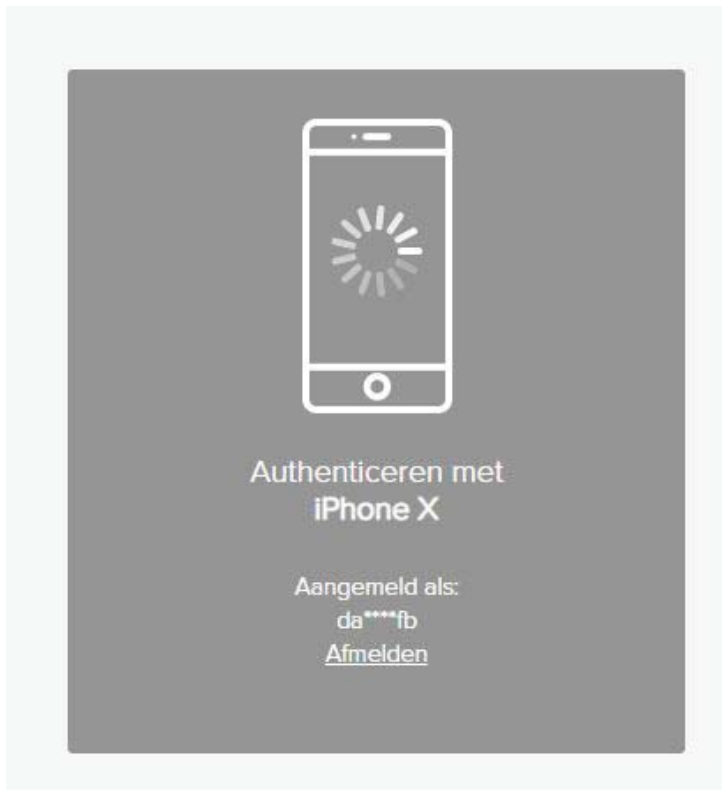 Authenticeren met
iPhone X
Aangemeld als:
da****fb
Afmelden